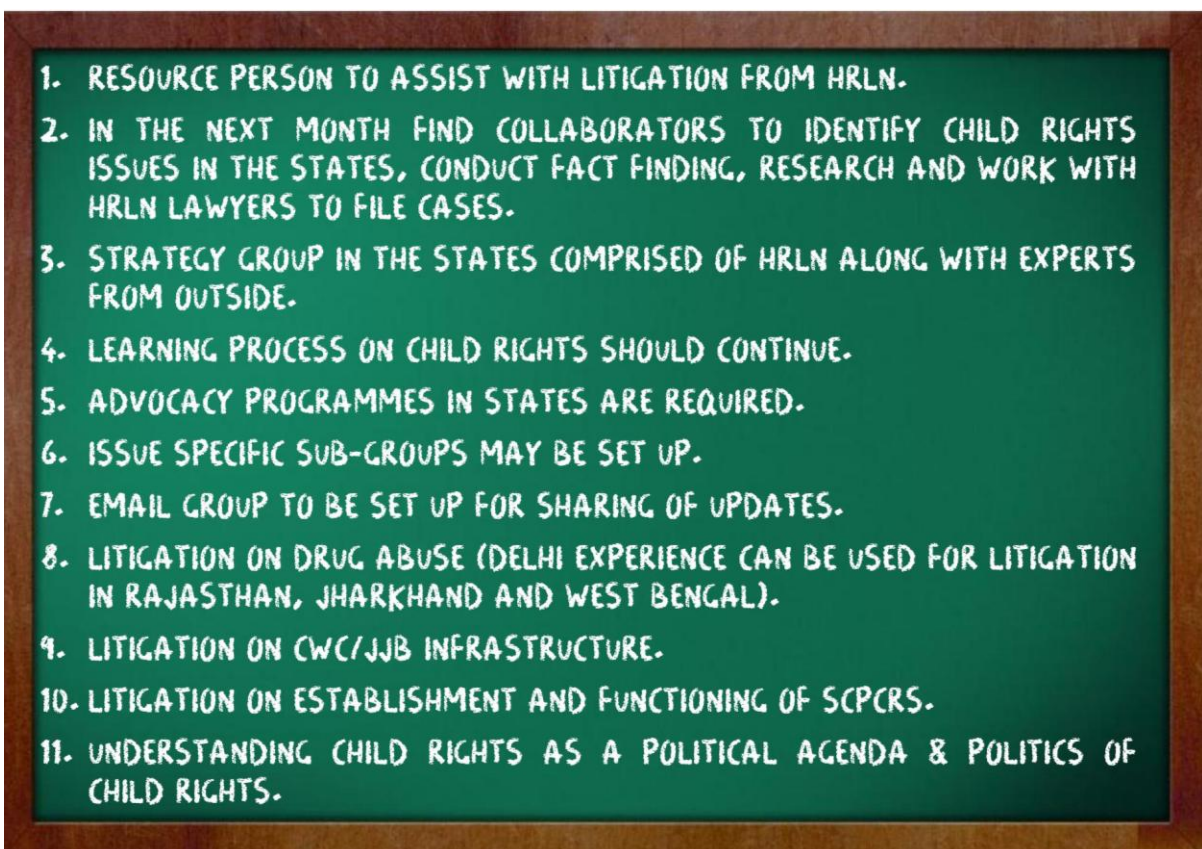 1. RESOURCE PERSON TO ASSIST WITH LITIGATION FROM HRLN.
2. IN THE NEXT MONTH FIND COLLABORATORS TO IDENTIFY CHILD RIGHTS
ISSUES IN THE STATES, CONDUCT FACT FINDING, RESEARCH AND WORK WITH
HRLN LAWYERS TO FILE CASES.
3. STRATEGY GROUP IN THE STATES COMPRISED OF HRLN ALONG WITH EXPERTS
FROM OUTSIDE.
4. LEARNING PROCESS ON CHILD RIGHTS SHOULD CONTINUE.
5. ADVOCACY PROGRAMMES IN STATES ARE REQUIRED.
6. ISSUE SPECIFIC SUB-GROUPS MAY BE SET UP.
7. EMAIL GROUP TO BE SET UP FOR SHARING OF UPDATES.
8. LITIGATION ON DRUG ABUSE (DELHI EXPERIENCE CAN BE USED FOR LITIGATION
IN RAJASTHAN, JHARKHAND AND WEST BENGAL).
9. LITIGATION ON CWC/JJB INFRASTRUCTURE.
10. LITIGATION ON ESTABLISHMENT AND FUNCTIONING OF SCPCRS.
11. UNDERSTANDING CHILD RIGHTS AS A POLITICAL AGENDA & POLITICS OF
CHILD RIGHTS.